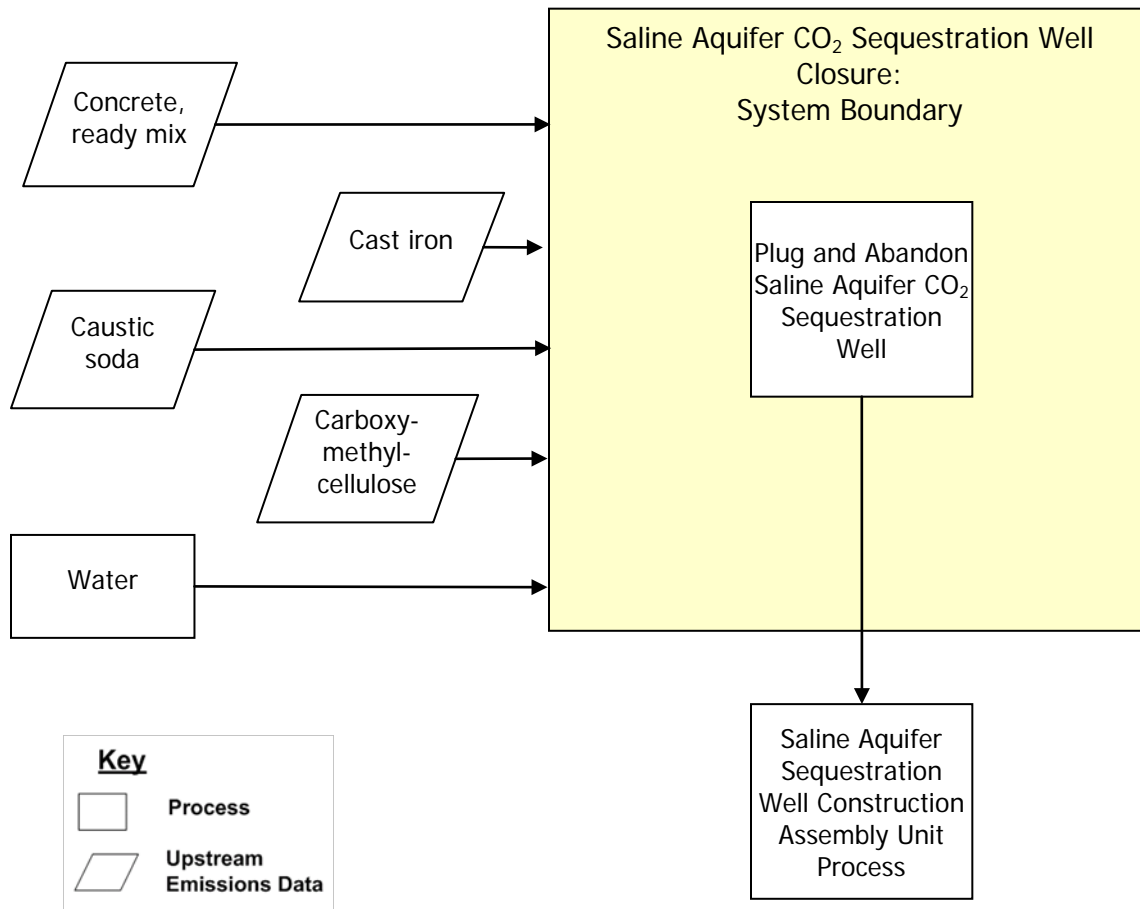 Saline Aquifer CO₂ Sequestration Well
Closure:
System Boundary
Concrete,
ready mix
Cast iron
Caustic
soda
Carboxy-
methyl-
cellulose
Water
Plug and Abandon
Saline Aquifer CO₂
Sequestration
Well
Saline Aquifer
Sequestration
Well Construction
Assembly Unit
Process
Key
Process
Upstream
Emissions Data